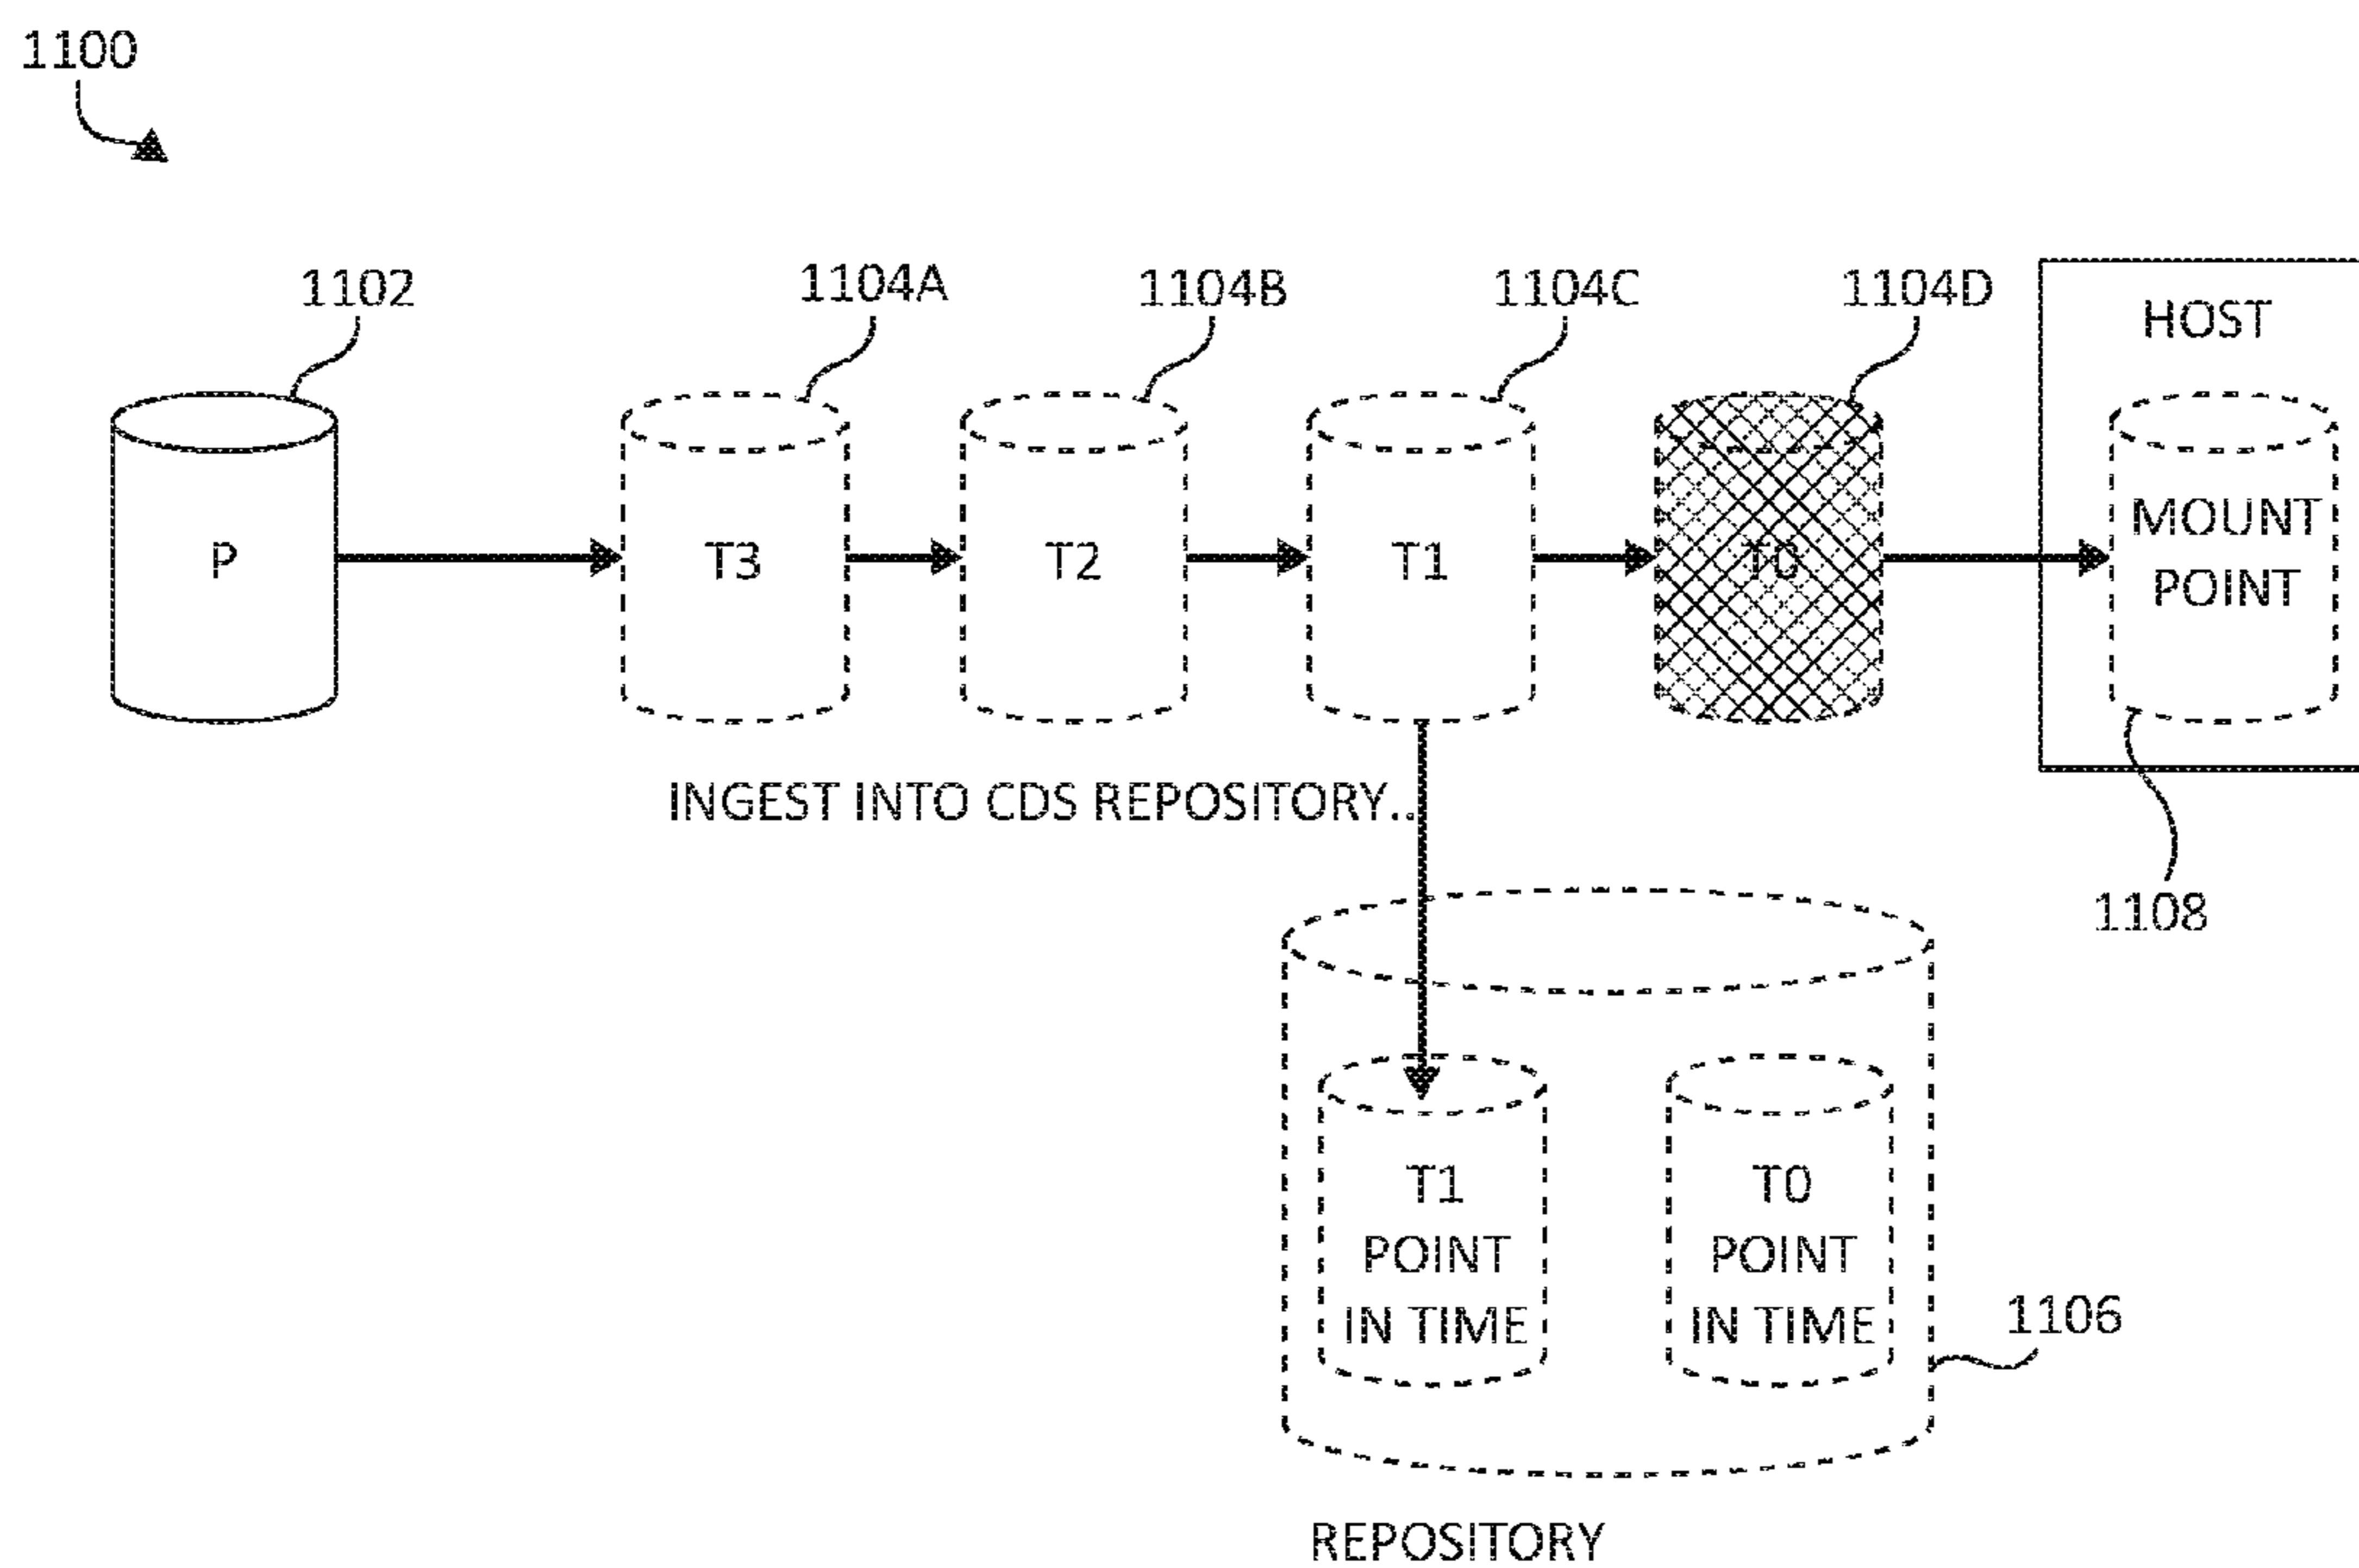 1100
1102
1104A
1104B
1104C
1104D
HOST
P
T3
T2
T1
T0
MOUNT
POINT
INGEST INTO CDS REPOSITORY..
1108
T1
POINT
IN TIME
T0
POINT
IN TIME
1106
REPOSITORY